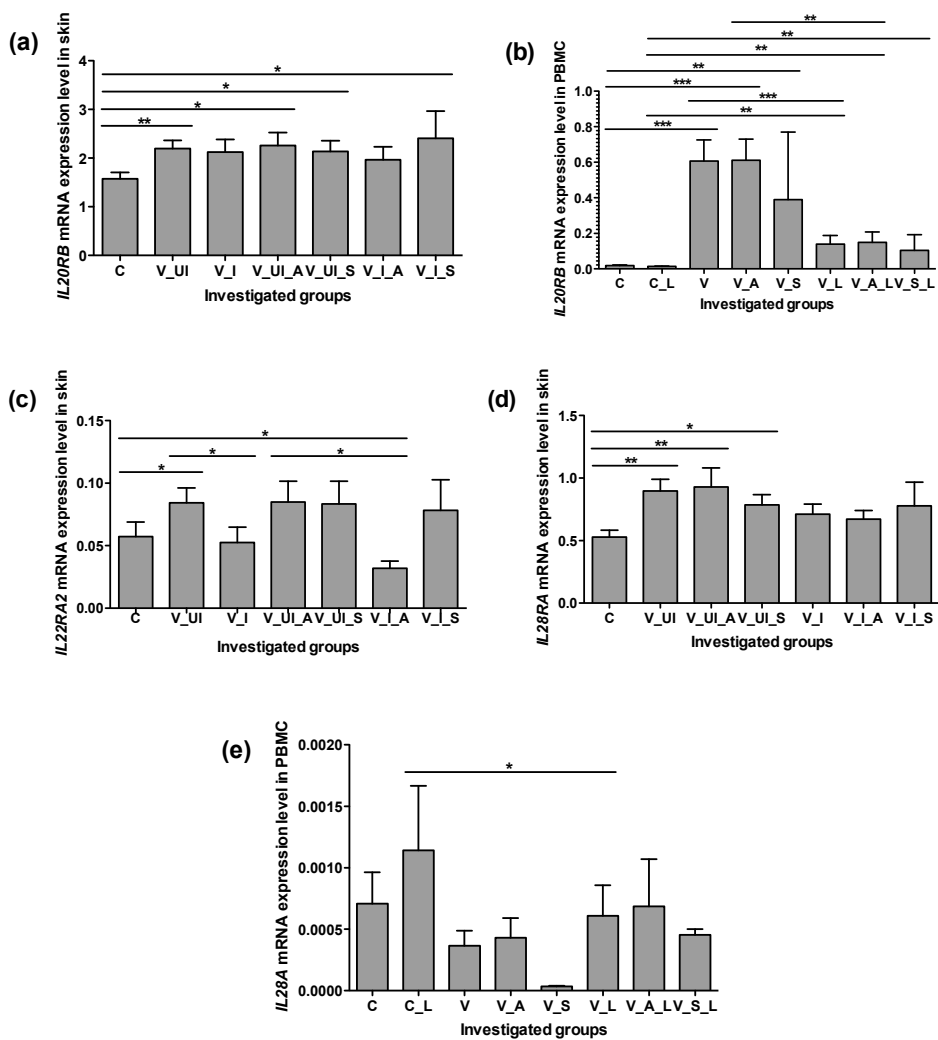 (a)
IL20RB mRNA expression level in skin
4
3
2
1
0
*
*
*
**
C V_UI V_I V_UI_A V_UI_S V_I_A V_I_S
Investigated groups
(b)
IL20RB mRNA expression level in PBMC
1.0
0.8
0.6
0.4
0.2
0.0
**
**
**
**
***
***
**
***
C C_L V V_A V_S V_L V_A_L V_S_L
Investigated groups
(c)
IL22RA2 mRNA expression level in skin
0.15
0.10
0.05
0.00
*
*
*
*
C V_UI V_I V_UI_A V_UI_S V_I_A V_I_S
Investigated groups
(d)
IL28RA mRNA expression level in skin
1.5
1.0
0.5
0.0
*
**
**
C V_UI V_UI_A V_UI_S V_I V_I_A V_I_S
Investigated groups
(e)
IL28A mRNA expression level in PBMC
0.0020
0.0015
0.0010
0.0005
0.0000
*
C C_L V V_A V_S V_L V_A_L V_S_L
Investigated groups